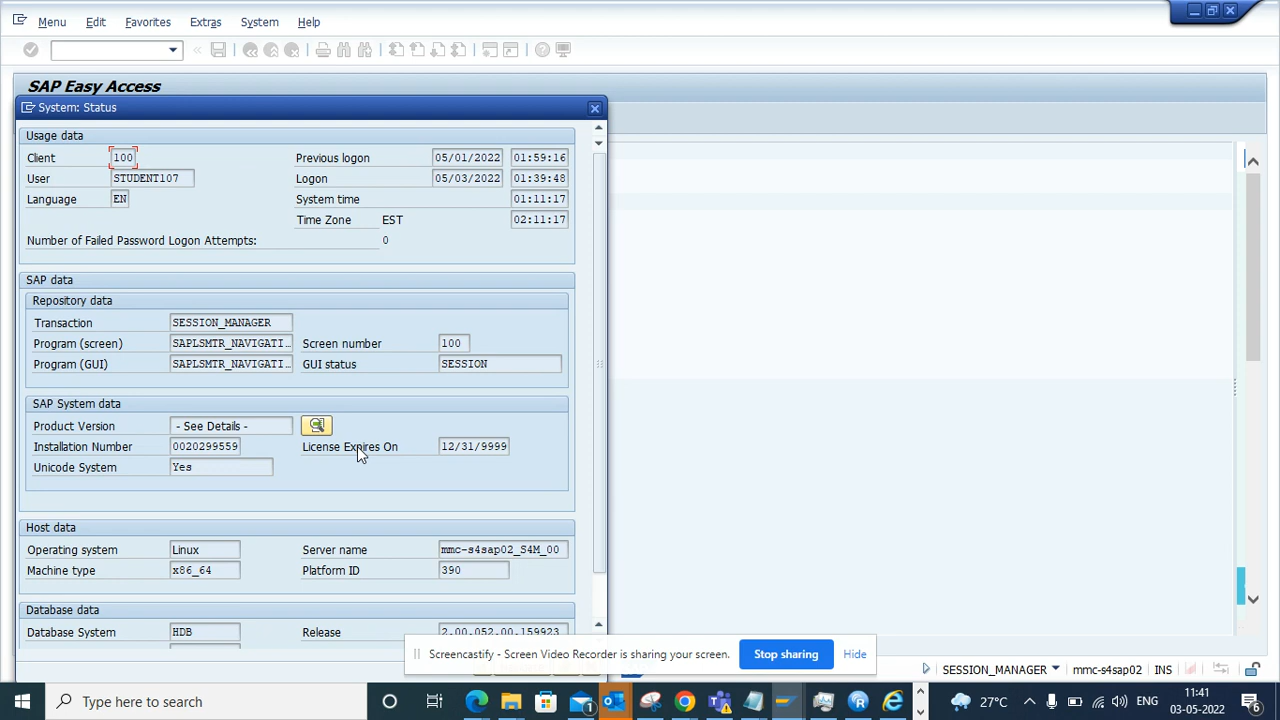 Menu Edit Favorites Extras System Help
SAP Easy Access
System: Status
Usage data
Client 100 Previous logon 05/01/2022 01:59:16
User STUDENT107 Logon 05/03/2022 01:39:48
Language EN System time 01:11:17
Time Zone EST 02:11:17
Number of Failed Password Logon Attempts: 0
SAP data
Repository data
Transaction SESSION_MANAGER
Program (screen) SAPLSMTR_NAVIGATI… Screen number 100
Program (GUI) SAPLSMTR_NAVIGATI… GUI status SESSION
SAP System data
Product Version - See Details -
Installation Number 0020299559 License Expires On 12/31/9999
Unicode System Yes
Host data
Operating system Linux Server name mmc-s4sap02_S4M_00
Machine type x86_64 Platform ID 390
Database data
Database System HDB Release 2.00.052.00.159923
Screencastify - Screen Video Recorder is sharing your screen. Stop sharing Hide
SESSION_MANAGER mmc-s4sap02 INS
Type here to search 27°C ENG 11:41 03-05-2022 6